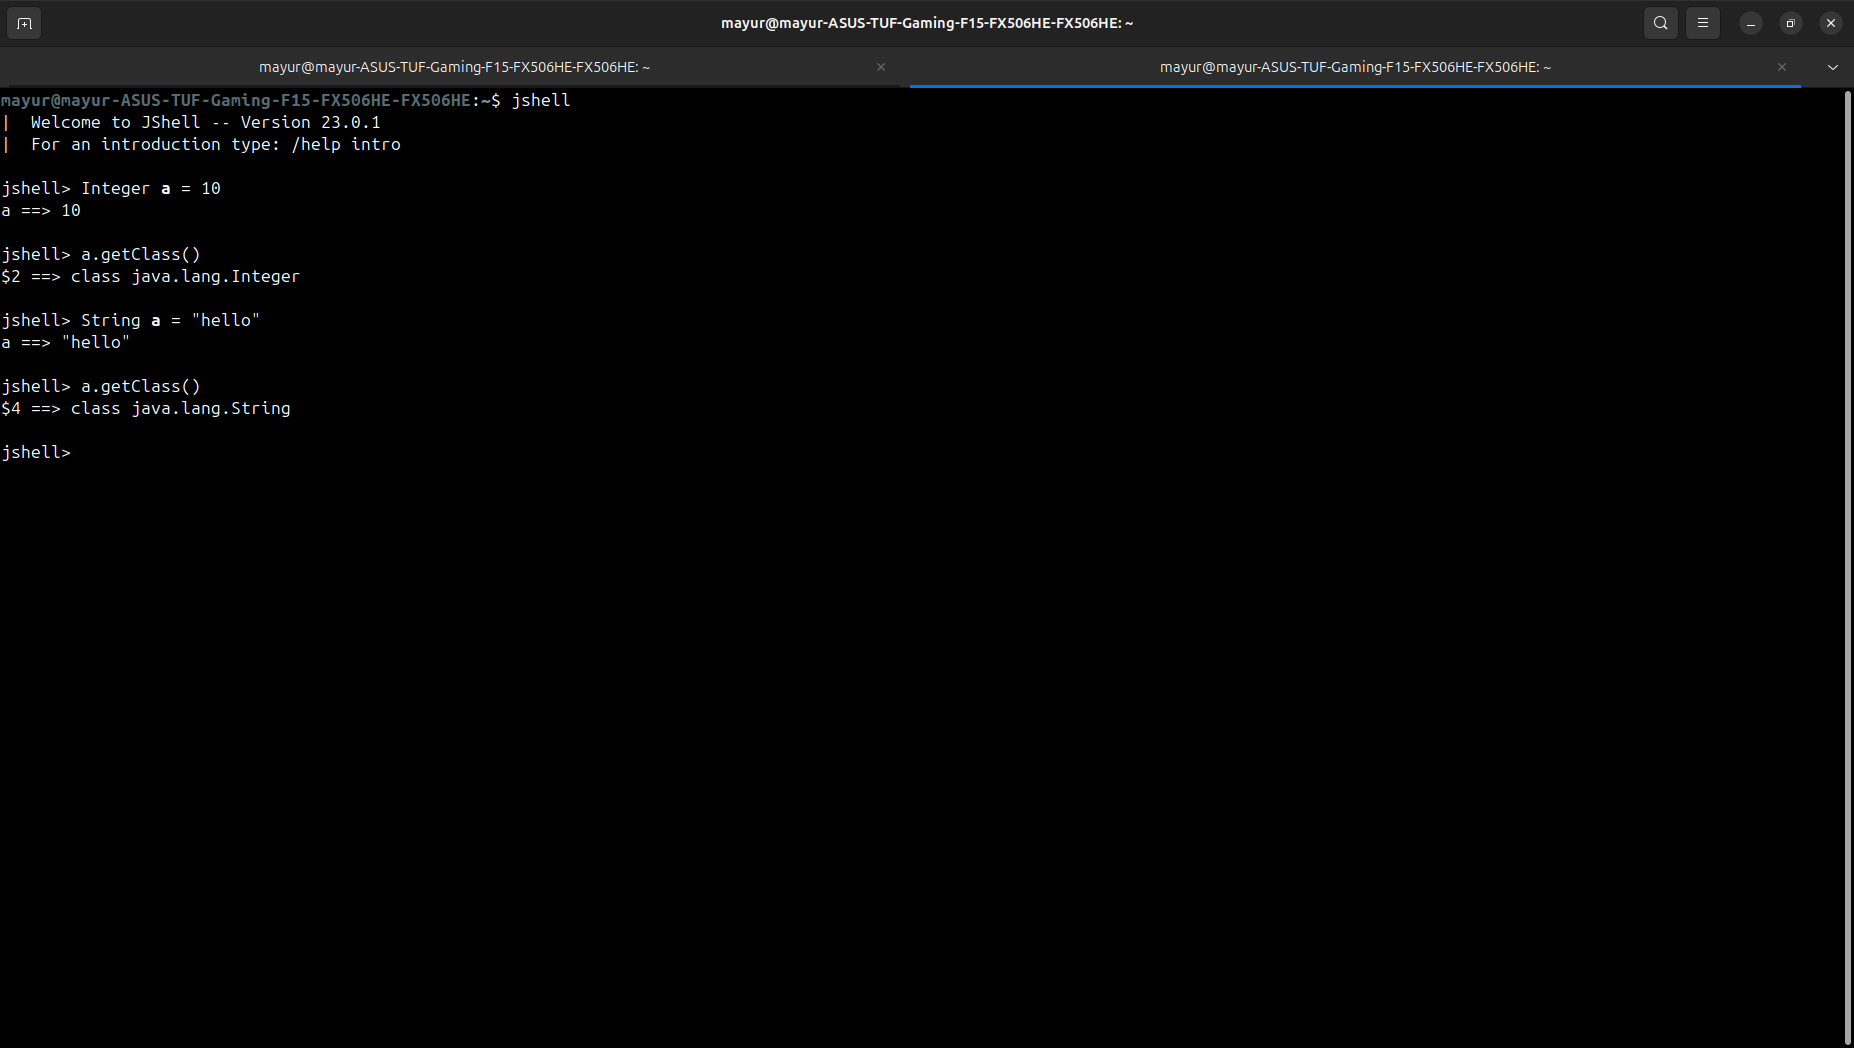 mayur@mayur-ASUS-TUF-Gaming-F15-FX506HE-FX506HE: ~
mayur@mayur-ASUS-TUF-Gaming-F15-FX506HE-FX506HE: ~
mayur@mayur-ASUS-TUF-Gaming-F15-FX506HE-FX506HE: ~
mayur@mayur-ASUS-TUF-Gaming-F15-FX506HE-FX506HE:~$ jshell
|  Welcome to JShell -- Version 23.0.1
|  For an introduction type: /help intro
jshell> Integer a = 10
a ==> 10
jshell> a.getClass()
$2 ==> class java.lang.Integer
jshell> String a = "hello"
a ==> "hello"
jshell> a.getClass()
$4 ==> class java.lang.String
jshell>